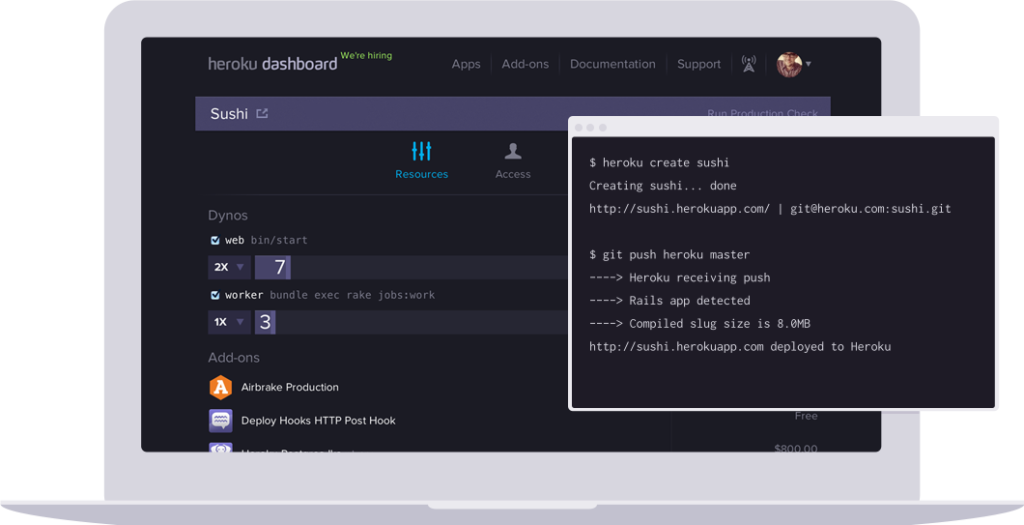 heroku dashboard We're hiring
Apps Add-ons Documentation Support
Sushi
Run Production Check
Resources Access
Dynos
web bin/start
2X 7
worker bundle exec rake jobs:work
1X 3
Add-ons
Airbrake Production
Deploy Hooks HTTP Post Hook
Free
$800.00
$ heroku create sushi
Creating sushi... done
http://sushi.herokuapp.com/ | git@heroku.com:sushi.git
$ git push heroku master
----> Heroku receiving push
----> Rails app detected
----> Compiled slug size is 8.0MB
http://sushi.herokuapp.com deployed to Heroku